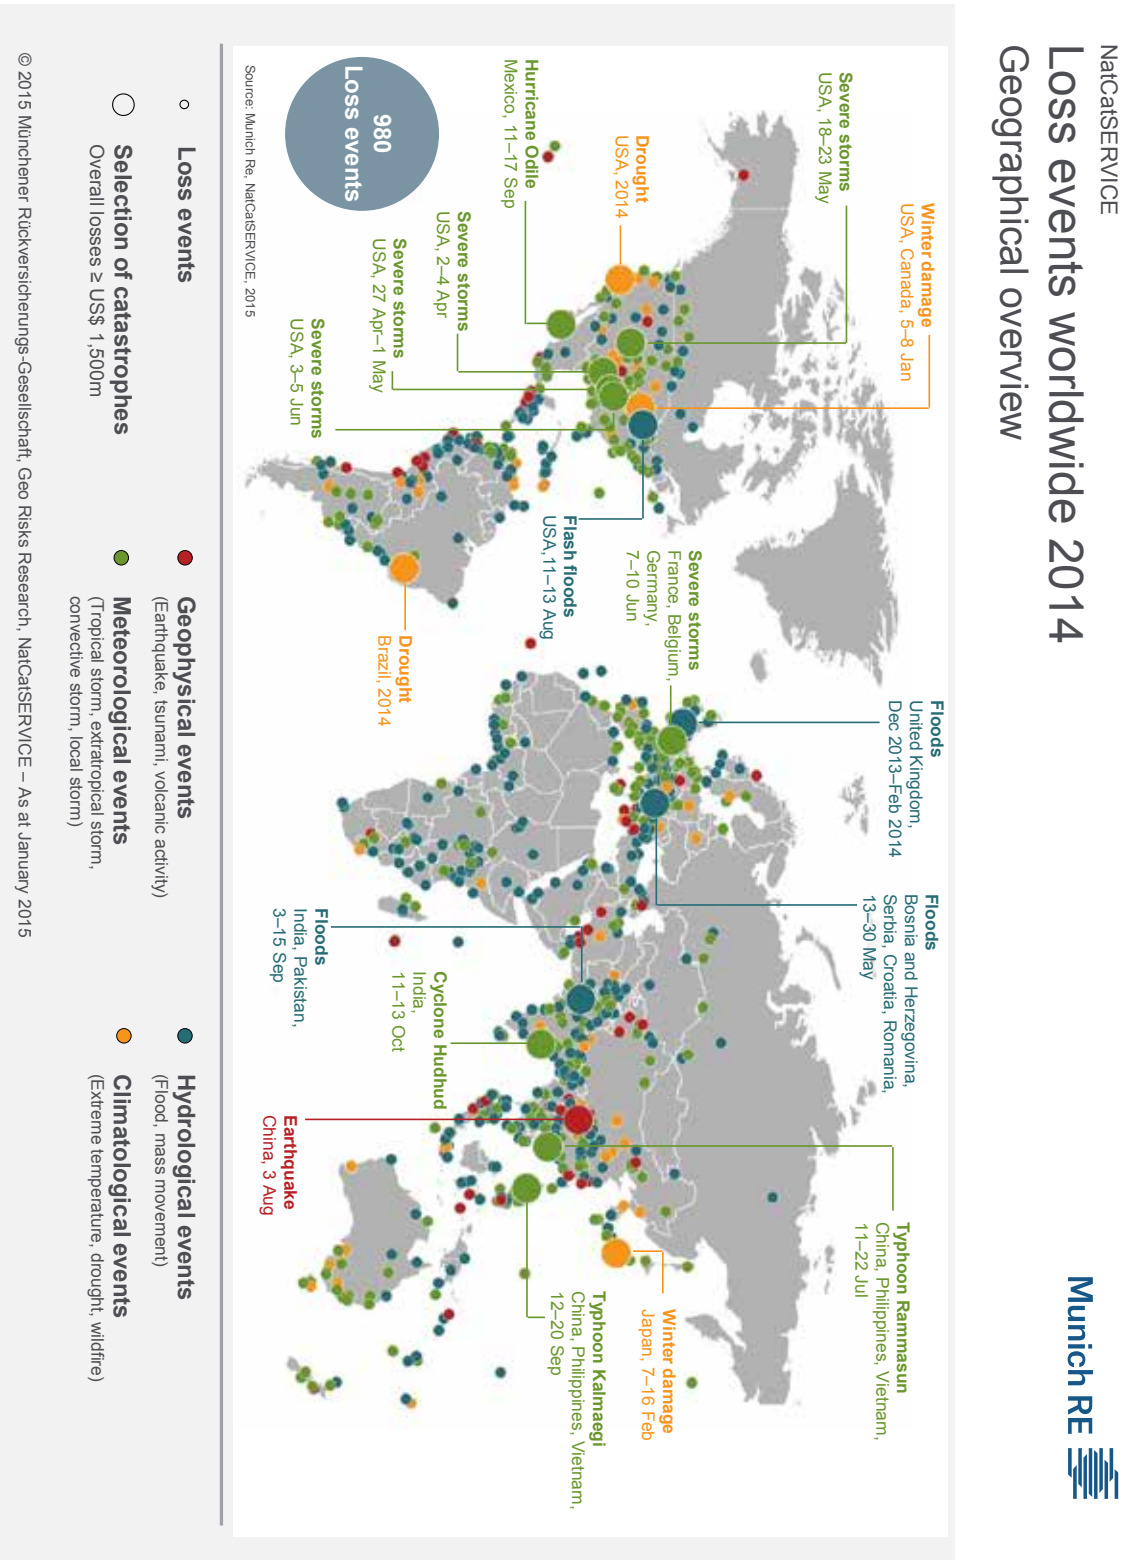 NatCatSERVICE
Loss events worldwide 2014
Geographical overview
Munich RE
Winter damage
USA, Canada, 5–8 Jan
Severe storms
USA, 18–23 May
Drought
USA, 2014
Hurricane Odile
Mexico, 11–17 Sep
Severe storms
USA, 2–4 Apr
Severe storms
USA, 27 Apr–1 May
Severe storms
USA, 3–5 Jun
980
Loss events
Source: Munich Re, NatCatSERVICE, 2015
Flash floods
USA,11–13 Aug
Drought
Brazil, 2014
Severe storms
France, Belgium,
Germany,
7–10 Jun
Floods
United Kingdom,
Dec 2013–Feb 2014
Floods
Bosnia and Herzegovina,
Serbia, Croatia, Romania,
13–30 May
Floods
India, Pakistan,
3–15 Sep
Cyclone Hudhud
India,
11–13 Oct
Earthquake
China, 3 Aug
Typhoon Rammasun
China, Philippines, Vietnam,
11–22 Jul
Winter damage
Japan, 7–16 Feb
Typhoon Kalmaegi
China, Philippines, Vietnam,
12–20 Sep
Loss events
Selection of catastrophes
Overall losses ≥ US$ 1,500m
Geophysical events
(Earthquake, tsunami, volcanic activity)
Meteorological events
(Tropical storm, extratropical storm,
convective storm, local storm)
Hydrological events
(Flood, mass movement)
Climatological events
(Extreme temperature, drought, wildfire)
© 2015 Münchener Rückversicherungs-Gesellschaft, Geo Risks Research, NatCatSERVICE – As at January 2015